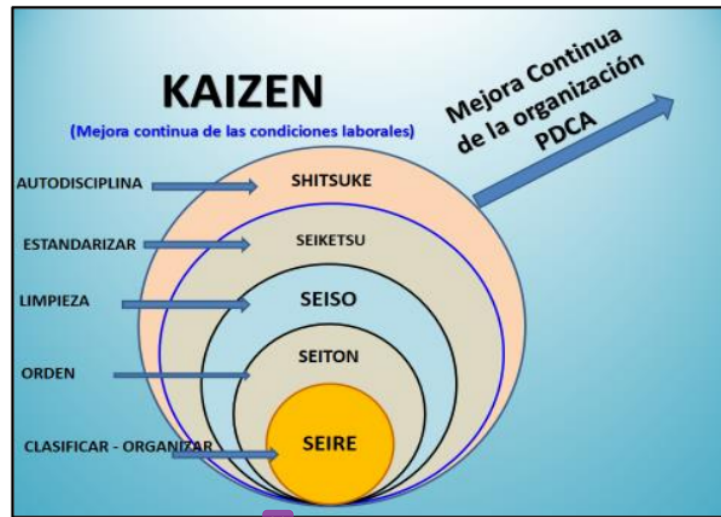 KAIZEN
(Mejora continua de las condiciones laborales)
Mejora Continua
de la organización
PDCA
AUTODISCIPLINA
SHITSUKE
ESTANDARIZAR
SEIKETSU
LIMPIEZA
SEISO
ORDEN
SEITON
CLASIFICAR - ORGANIZAR
SEIRE